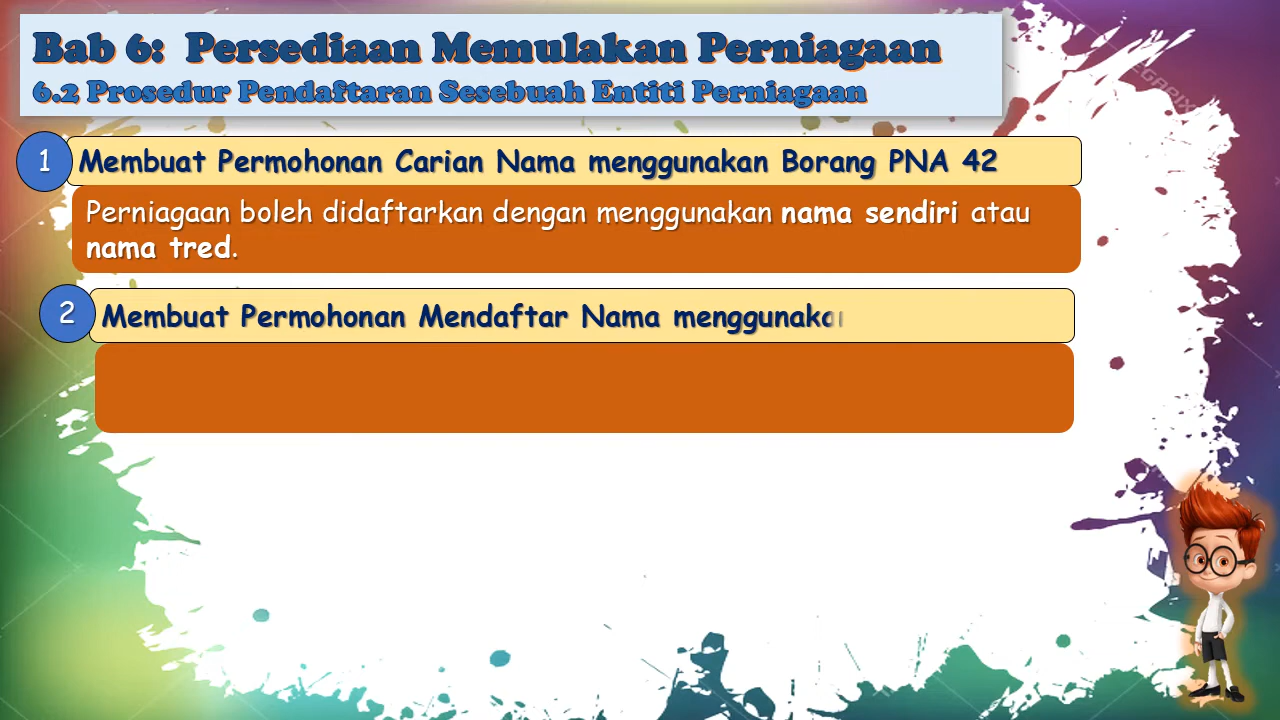 Bab 6: Persediaan Memulakan Perniagaan
6.2 Prosedur Pendaftaran Sesebuah Entiti Perniagaan
1 Membuat Permohonan Carian Nama menggunakan Borang PNA 42
Perniagaan boleh didaftarkan dengan menggunakan nama sendiri atau
nama tred.
2 Membuat Permohonan Mendaftar Nama